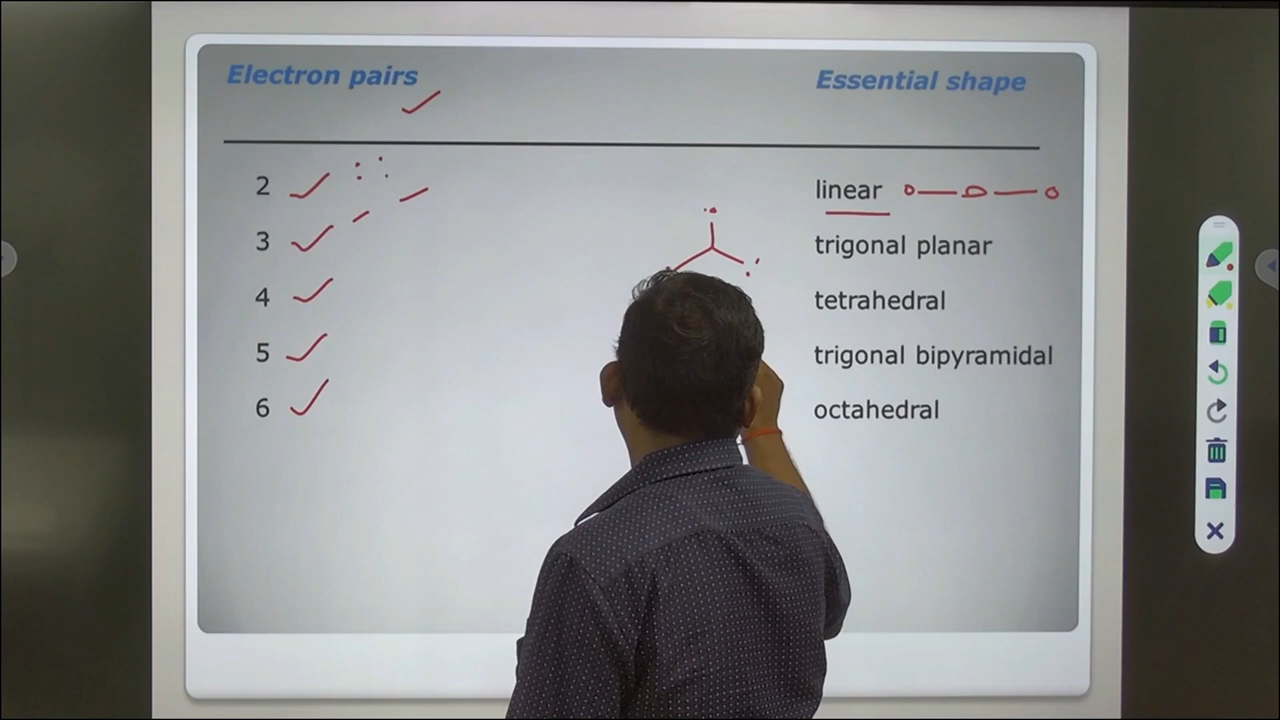 Electron pairs Essential shape
2 linear
3 trigonal planar
4 tetrahedral
5 trigonal bipyramidal
6 octahedral